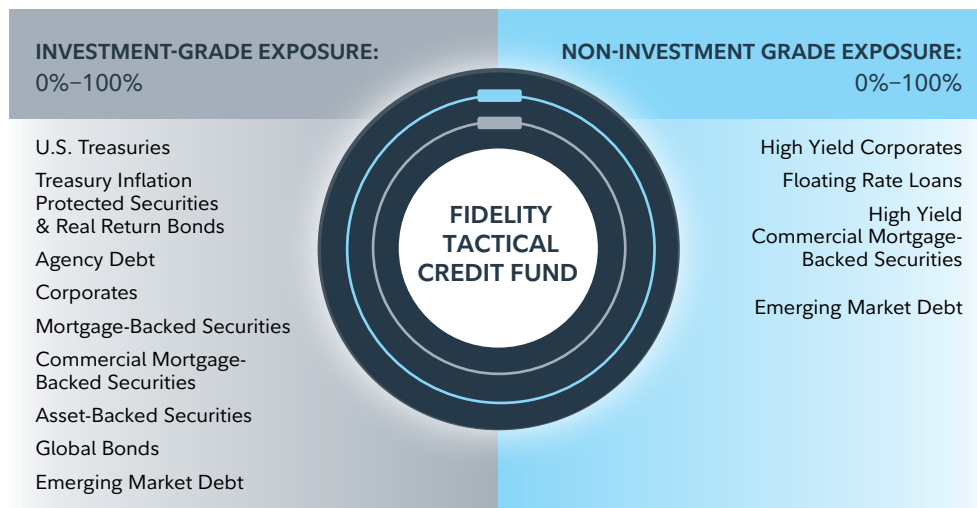 INVESTMENT-GRADE EXPOSURE:
0%–100%
U.S. Treasuries
Treasury Inflation
Protected Securities
& Real Return Bonds
Agency Debt
Corporates
Mortgage-Backed Securities
Commercial Mortgage-
Backed Securities
Asset-Backed Securities
Global Bonds
Emerging Market Debt
FIDELITY
TACTICAL
CREDIT FUND
NON-INVESTMENT GRADE EXPOSURE:
0%–100%
High Yield Corporates
Floating Rate Loans
High Yield
Commercial Mortgage-
Backed Securities
Emerging Market Debt